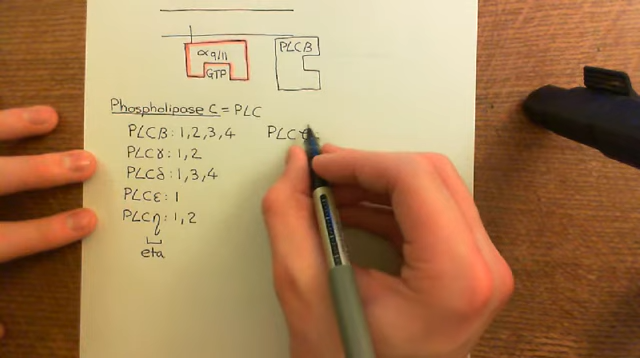 αq/11
GTP
PLCβ
Phospholipase C = PLC
PLCβ: 1, 2, 3, 4
PLC
PLCγ: 1, 2
PLCδ: 1, 3, 4
PLCε: 1
PLCη: 1, 2
eta